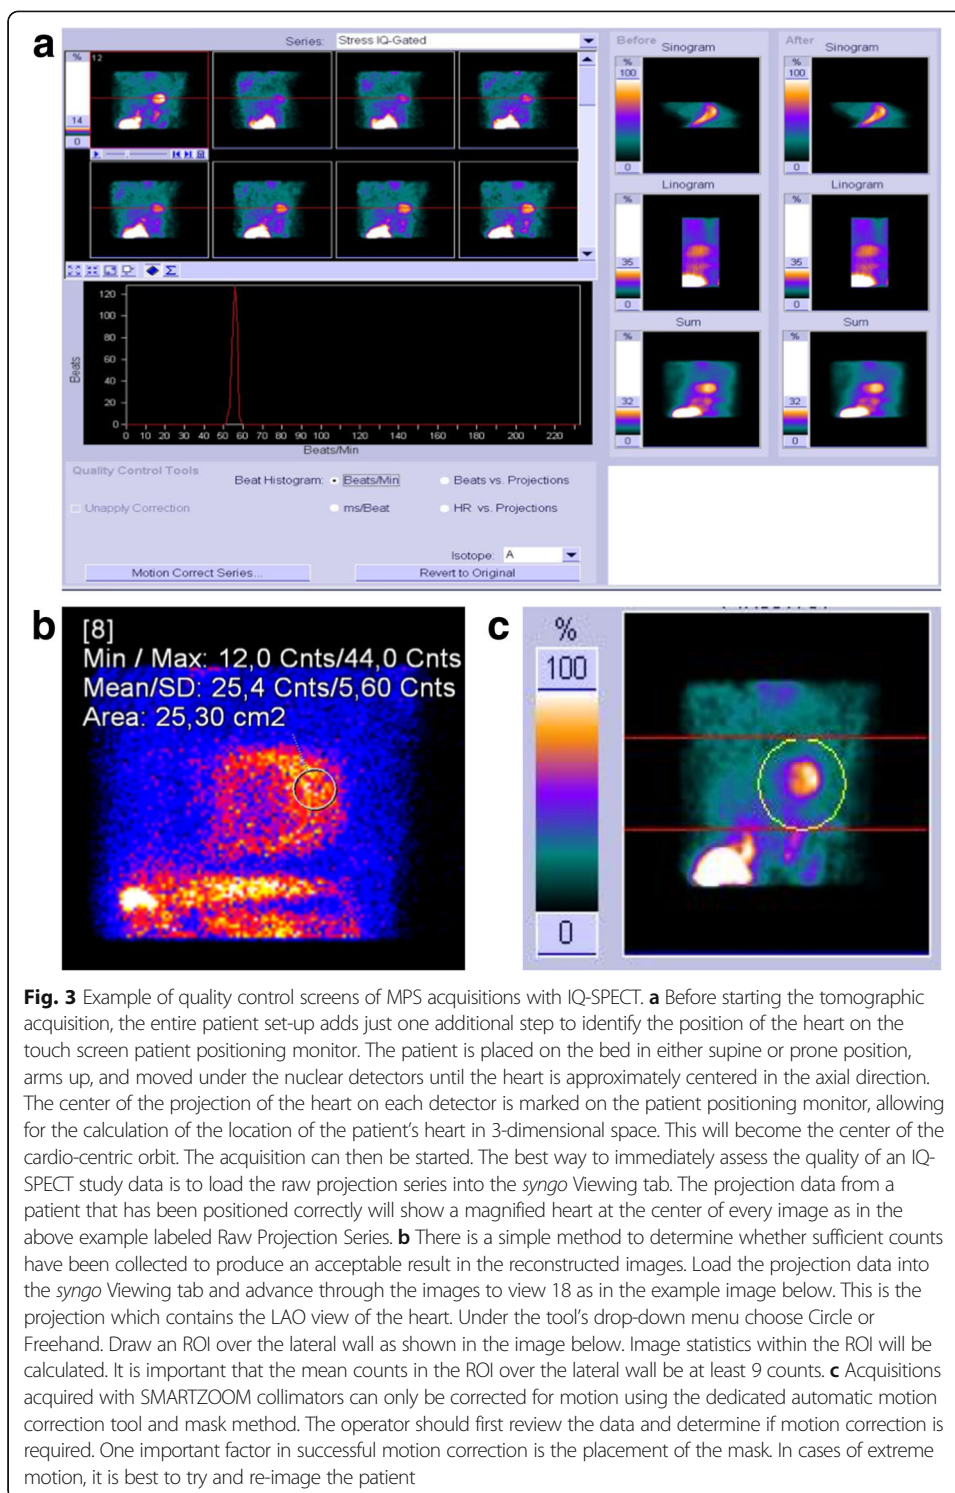 a
Series: Stress IQ-Gated
% 12
14
0
Before
Sinogram
After
Sinogram
%
100
0
%
100
0
Linogram
Linogram
%
35
0
%
35
0
Sum
Sum
%
32
0
%
32
0
Beats
120
100
80
60
40
20
0
0 10 20 30 40 50 60 70 80 90 100 120 140 160 180 200 220
Beats/Min
Quality Control Tools
Beat Histogram: Beats/Min Beats vs. Projections
Unapply Correction ms/Beat HR vs. Projections
Isotope: A
Motion Correct Series... Revert to Original
b
[8]
Min / Max: 12,0 Cnts/44,0 Cnts
Mean/SD: 25,4 Cnts/5,60 Cnts
Area: 25,30 cm2
c
%
100
0
Fig. 3 Example of quality control screens of MPS acquisitions with IQ-SPECT. a Before starting the tomographic
acquisition, the entire patient set-up adds just one additional step to identify the position of the heart on the
touch screen patient positioning monitor. The patient is placed on the bed in either supine or prone position,
arms up, and moved under the nuclear detectors until the heart is approximately centered in the axial direction.
The center of the projection of the heart on each detector is marked on the patient positioning monitor, allowing
for the calculation of the location of the patient's heart in 3-dimensional space. This will become the center of the
cardio-centric orbit. The acquisition can then be started. The best way to immediately assess the quality of an IQ-
SPECT study data is to load the raw projection series into the syngo Viewing tab. The projection data from a
patient that has been positioned correctly will show a magnified heart at the center of every image as in the
above example labeled Raw Projection Series. b There is a simple method to determine whether sufficient counts
have been collected to produce an acceptable result in the reconstructed images. Load the projection data into
the syngo Viewing tab and advance through the images to view 18 as in the example image below. This is the
projection which contains the LAO view of the heart. Under the tool's drop-down menu choose Circle or
Freehand. Draw an ROI over the lateral wall as shown in the image below. Image statistics within the ROI will be
calculated. It is important that the mean counts in the ROI over the lateral wall be at least 9 counts. c Acquisitions
acquired with SMARTZOOM collimators can only be corrected for motion using the dedicated automatic motion
correction tool and mask method. The operator should first review the data and determine if motion correction is
required. One important factor in successful motion correction is the placement of the mask. In cases of extreme
motion, it is best to try and re-image the patient